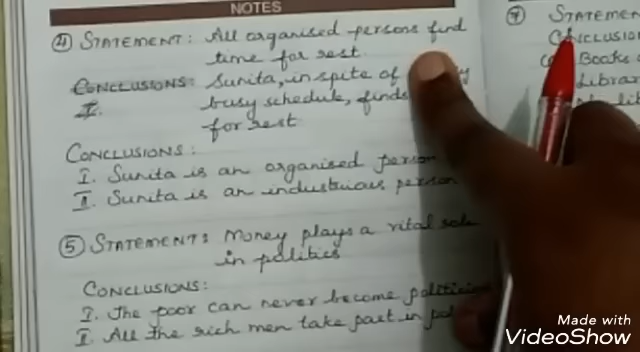 NOTES
④ STATEMENT: All organised persons find
time for rest.
CONCLUSIONS: Sunita, in spite of
I. busy schedule, finds
for rest
CONCLUSIONS:
I. Sunita is an organised person
II. Sunita is an industrious person
⑤ STATEMENT: Money plays a vital role
in politics
CONCLUSIONS:
I. The poor can never become
II. All the rich men take part in
⑦
Books
Made with
VideoShow